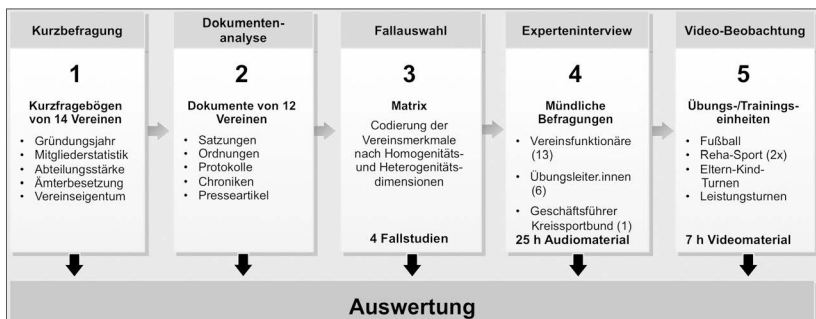 Kurzbefragung
1
Kurzfragebögen
von 14 Vereinen
• Gründungsjahr
• Mitgliederstatistik
• Abteilungsstärke
• Ämterbesetzung
• Vereinseigentum
Dokumenten-
analyse
2
Dokumente von 12
Vereinen
• Satzungen
• Ordnungen
• Protokolle
• Chroniken
• Presseartikel
Fallauswahl
3
Matrix
Codierung der
Vereinsmerkmale
nach Homogenitäts-
und Heterogenitäts-
dimensionen
4 Fallstudien
Experteninterview
4
Mündliche
Befragungen
• Vereinsfunktionäre
(13)
• Übungsleiter.innen
(6)
• Geschäftsführer
Kreissportbund (1)
25 h Audiomaterial
Video-Beobachtung
5
Übungs-/Trainings-
einheiten
• Fußball
• Reha-Sport (2x)
• Eltern-Kind-
Turnen
• Leistungsturnen
7 h Videomaterial
Auswertung